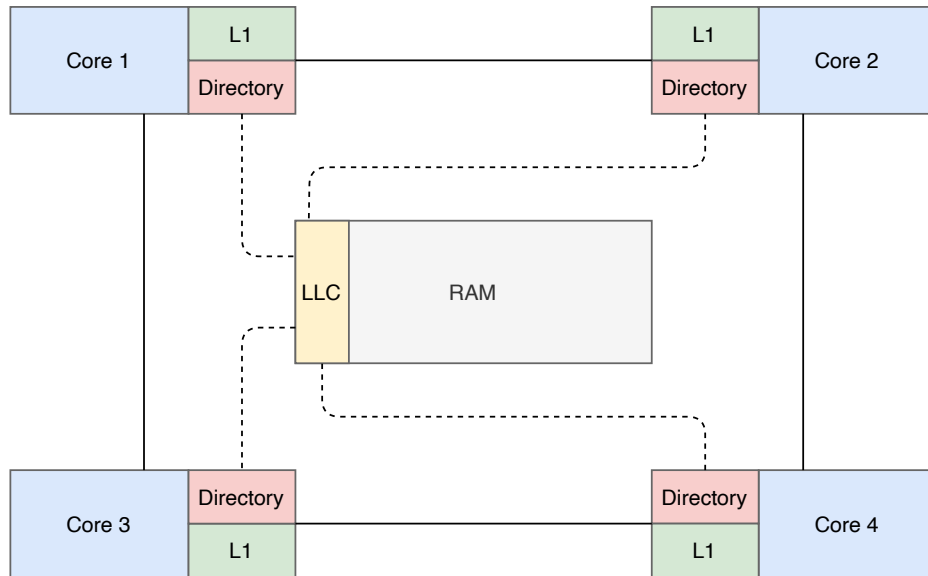 Core 1
L1
Directory
L1
Directory
Core 2
LLC
RAM
Core 3
Directory
L1
Directory
L1
Core 4